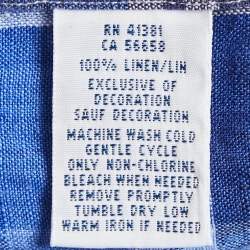 RN 41381
CA 56658
100% LINEN/LIN
EXCLUSIVE OF
DECORATION
SAUF DECORATION
MACHINE WASH COLD
GENTLE CYCLE
ONLY NON-CHLORINE
BLEACH WHEN NEEDED
REMOVE PROMPTLY
TUMBLE DRY LOW
WARM IRON IF NEEDED